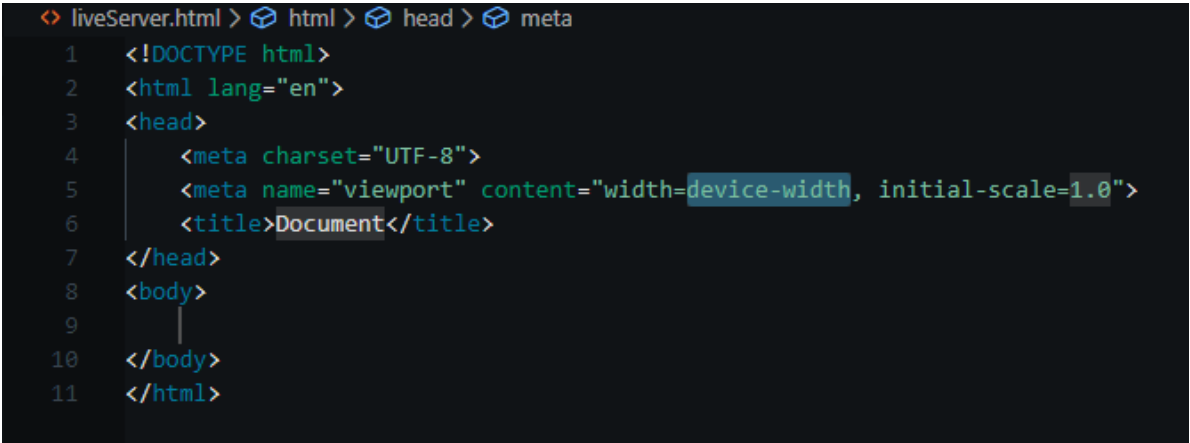 liveServer.html > html > head > meta
1 <!DOCTYPE html>
2 <html lang="en">
3 <head>
4     <meta charset="UTF-8">
5     <meta name="viewport" content="width=device-width, initial-scale=1.0">
6     <title>Document</title>
7 </head>
8 <body>
9
10 </body>
11 </html>